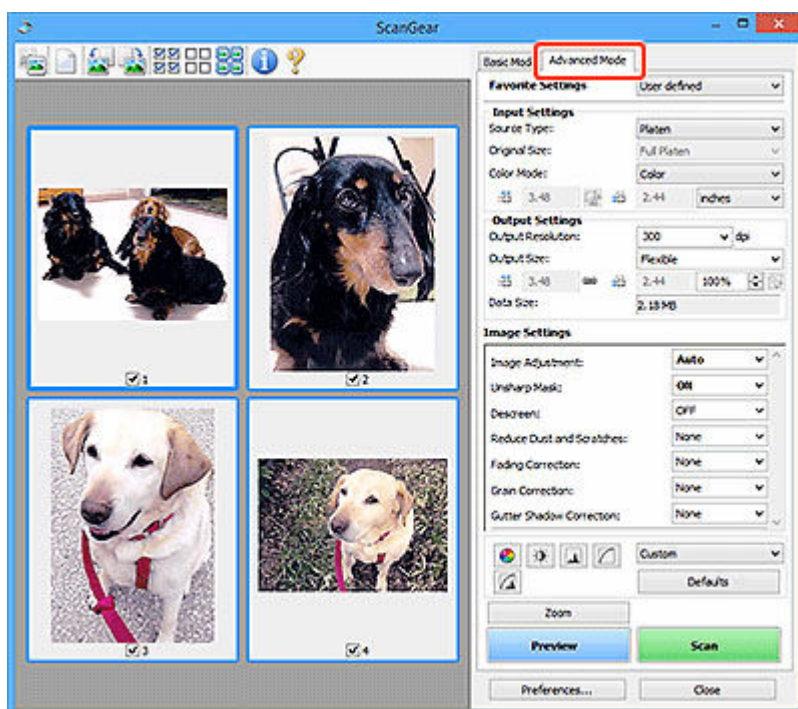 ScanGear
Basic Mod
Advanced Mode
Favorite Settings User defined
Input Settings
Source Type: Platen
Original Size: Full Platen
Color Mode: Color
3.48 2.44 inches
Output Settings
Output Resolution: 300 dpi
Output Size: Flexible
3.48 2.44 100%
Data Size: 2.18 MB
Image Settings
Image Adjustment: Auto
Unsharp Mask: ON
Descreen: OFF
Reduce Dust and Scratches: None
Fading Correction: None
Grain Correction: None
Gutter Shadow Correction: None
Custom
Defaults
Zoom
Preview Scan
Preferences... Close
1
2
3
4